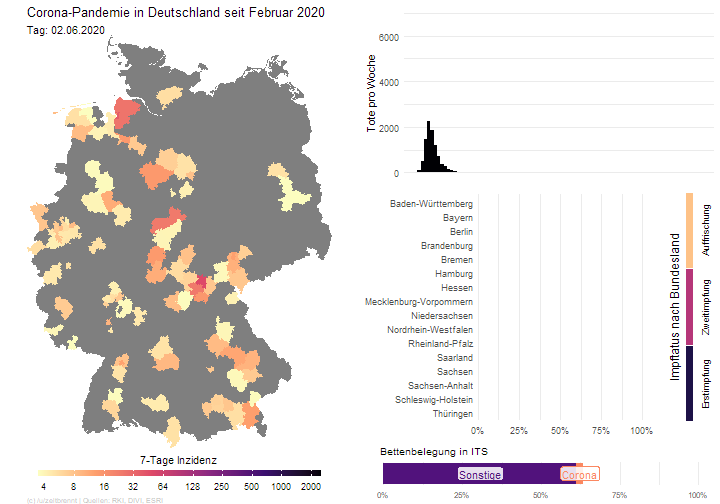 Corona-Pandemie in Deutschland seit Februar 2020
Tag: 02.06.2020
7-Tage Inzidenz
4 8 16 32 64 128 256 512 1000 2000
| Quellen: RKI, DIVI, ESRI
Tote pro Woche
6000
4000
2000
0
Baden-Württemberg
Bayern
Berlin
Brandenburg
Bremen
Hamburg
Hessen
Mecklenburg-Vorpommern
Niedersachsen
Nordrhein-Westfalen
Rheinland-Pfalz
Saarland
Sachsen
Sachsen-Anhalt
Schleswig-Holstein
Thüringen
0% 25% 50% 75% 100%
Impfstatus nach Bundesland
Auffrischung
Zweitimpfung
Erstimpfung
Bettenbelegung in ITS
Sonstige
Corona
0% 25% 50% 75% 100%